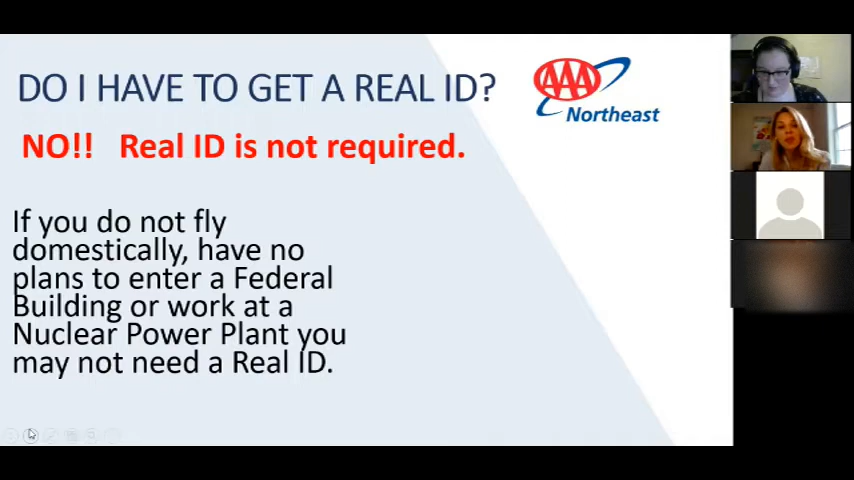 DO I HAVE TO GET A REAL ID?
AAA
Northeast
NO!! Real ID is not required.
If you do not fly
domestically, have no
plans to enter a Federal
Building or work at a
Nuclear Power Plant you
may not need a Real ID.